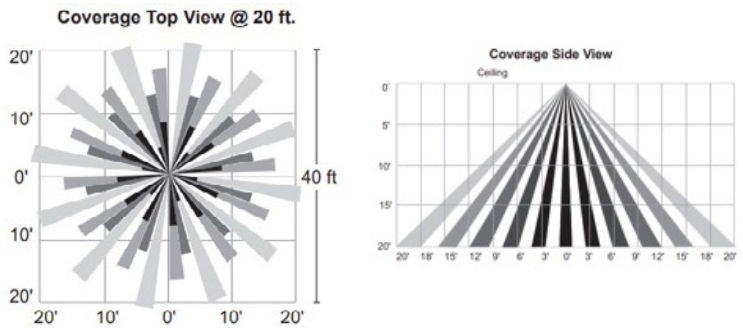 Coverage Top View @ 20 ft.
20'
10'
0'
10'
20'
20' 10' 0' 10' 20'
40 ft
Coverage Side View
Ceiling
0'
5'
10'
15'
20'
20' 18' 15' 12' 9' 6' 3' 0' 3' 6' 9' 12' 15' 18' 20'